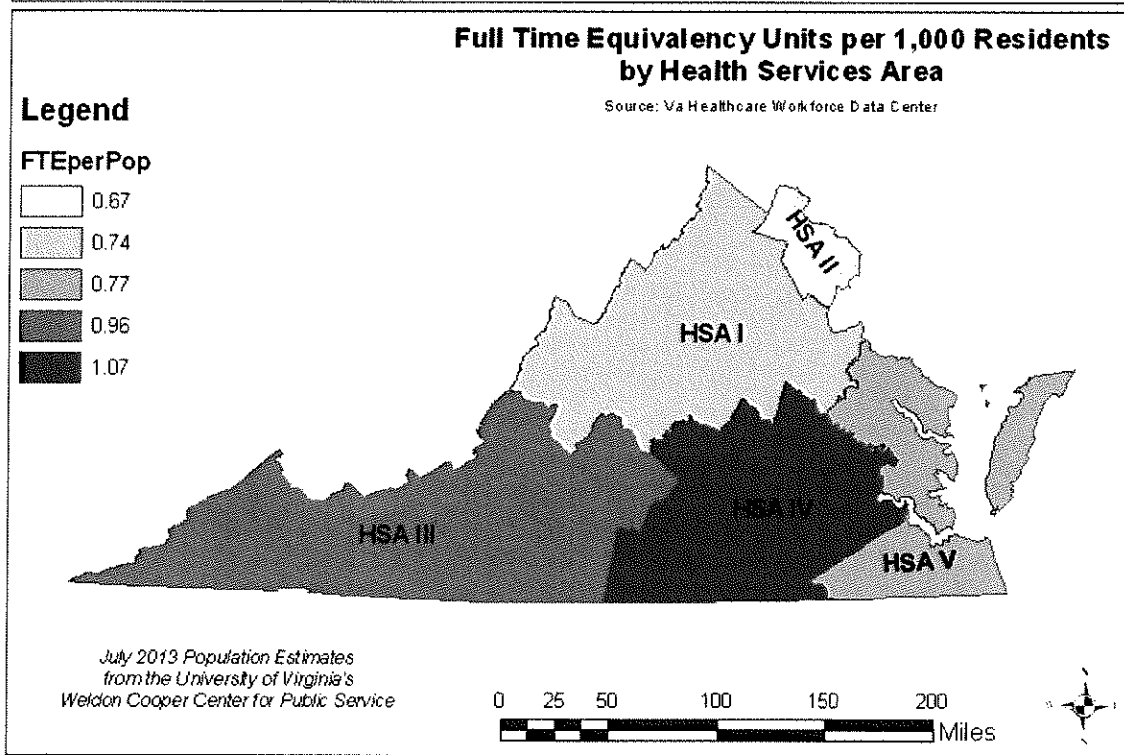 Full Time Equivalency Units per 1,000 Residents
by Health Services Area
Source: Va Healthcare Workforce Data Center
Legend
FTEperPop
0.67
0.74
0.77
0.96
1.07
HSA II
HSA I
HSA III
HSA IV
HSA V
July 2013 Population Estimates
from the University of Virginia's
Weldon Cooper Center for Public Service
0 25 50 100 150 200
Miles